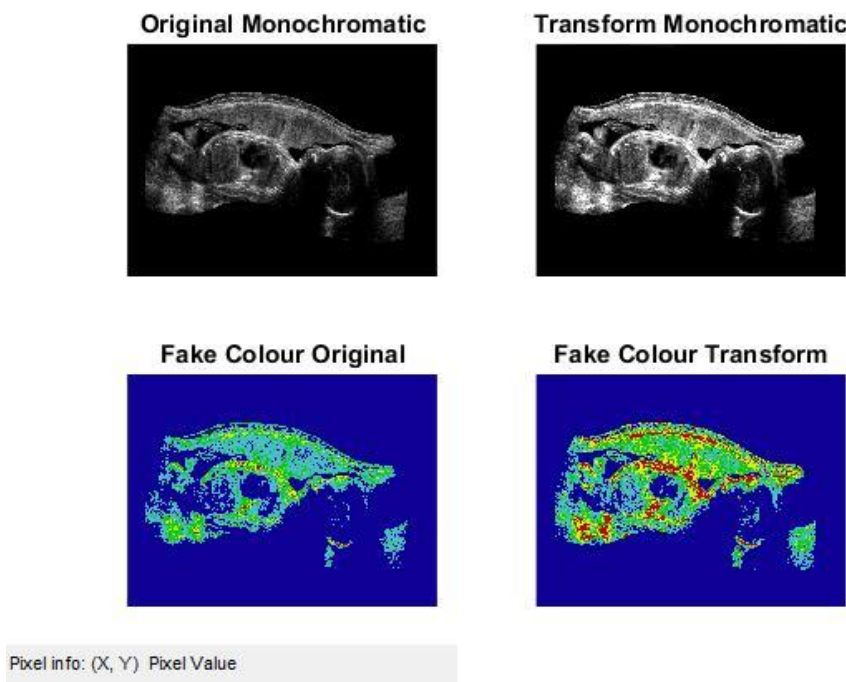 Original Monochromatic
Transform Monochromatic
Fake Colour Original
Fake Colour Transform
Pixel info: (X, Y) Pixel Value